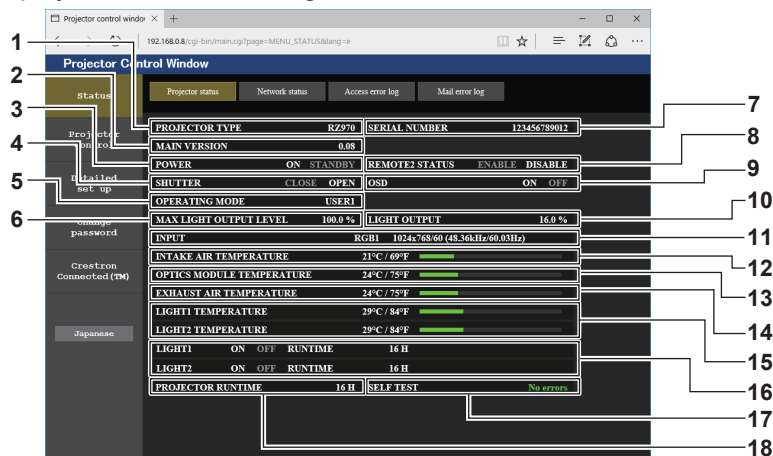 Projector control windov
192.168.0.8/cgi-bin/main.cgi?page=MENU_STATUS&lang=e
Projector Control Window
Status
Projector status
Network status
Access error log
Mail error log
Projector control
Detailed
set up
Change
password
Crestron
Connected(TM)
Japanese
PROJECTOR TYPE RZ970 SERIAL NUMBER 123456789012
MAIN VERSION 0.08
POWER ON STANDBY REMOTE2 STATUS ENABLE DISABLE
SHUTTER CLOSE OPEN OSD ON OFF
OPERATING MODE USER1
MAX LIGHT OUTPUT LEVEL 100.0 % LIGHT OUTPUT 16.0 %
INPUT RGB1 1024x768/60 (48.36kHz/60.03Hz)
INTAKE AIR TEMPERATURE 21°C / 69°F
OPTICS MODULE TEMPERATURE 24°C / 75°F
EXHAUST AIR TEMPERATURE 24°C / 75°F
LIGHT1 TEMPERATURE 29°C / 84°F
LIGHT2 TEMPERATURE 29°C / 84°F
LIGHT1 ON OFF RUNTIME 16 H
LIGHT2 ON OFF RUNTIME 16 H
PROJECTOR RUNTIME 16 H SELF TEST No errors
1
2
3
4
5
6
7
8
9
10
11
12
13
14
15
16
17
18